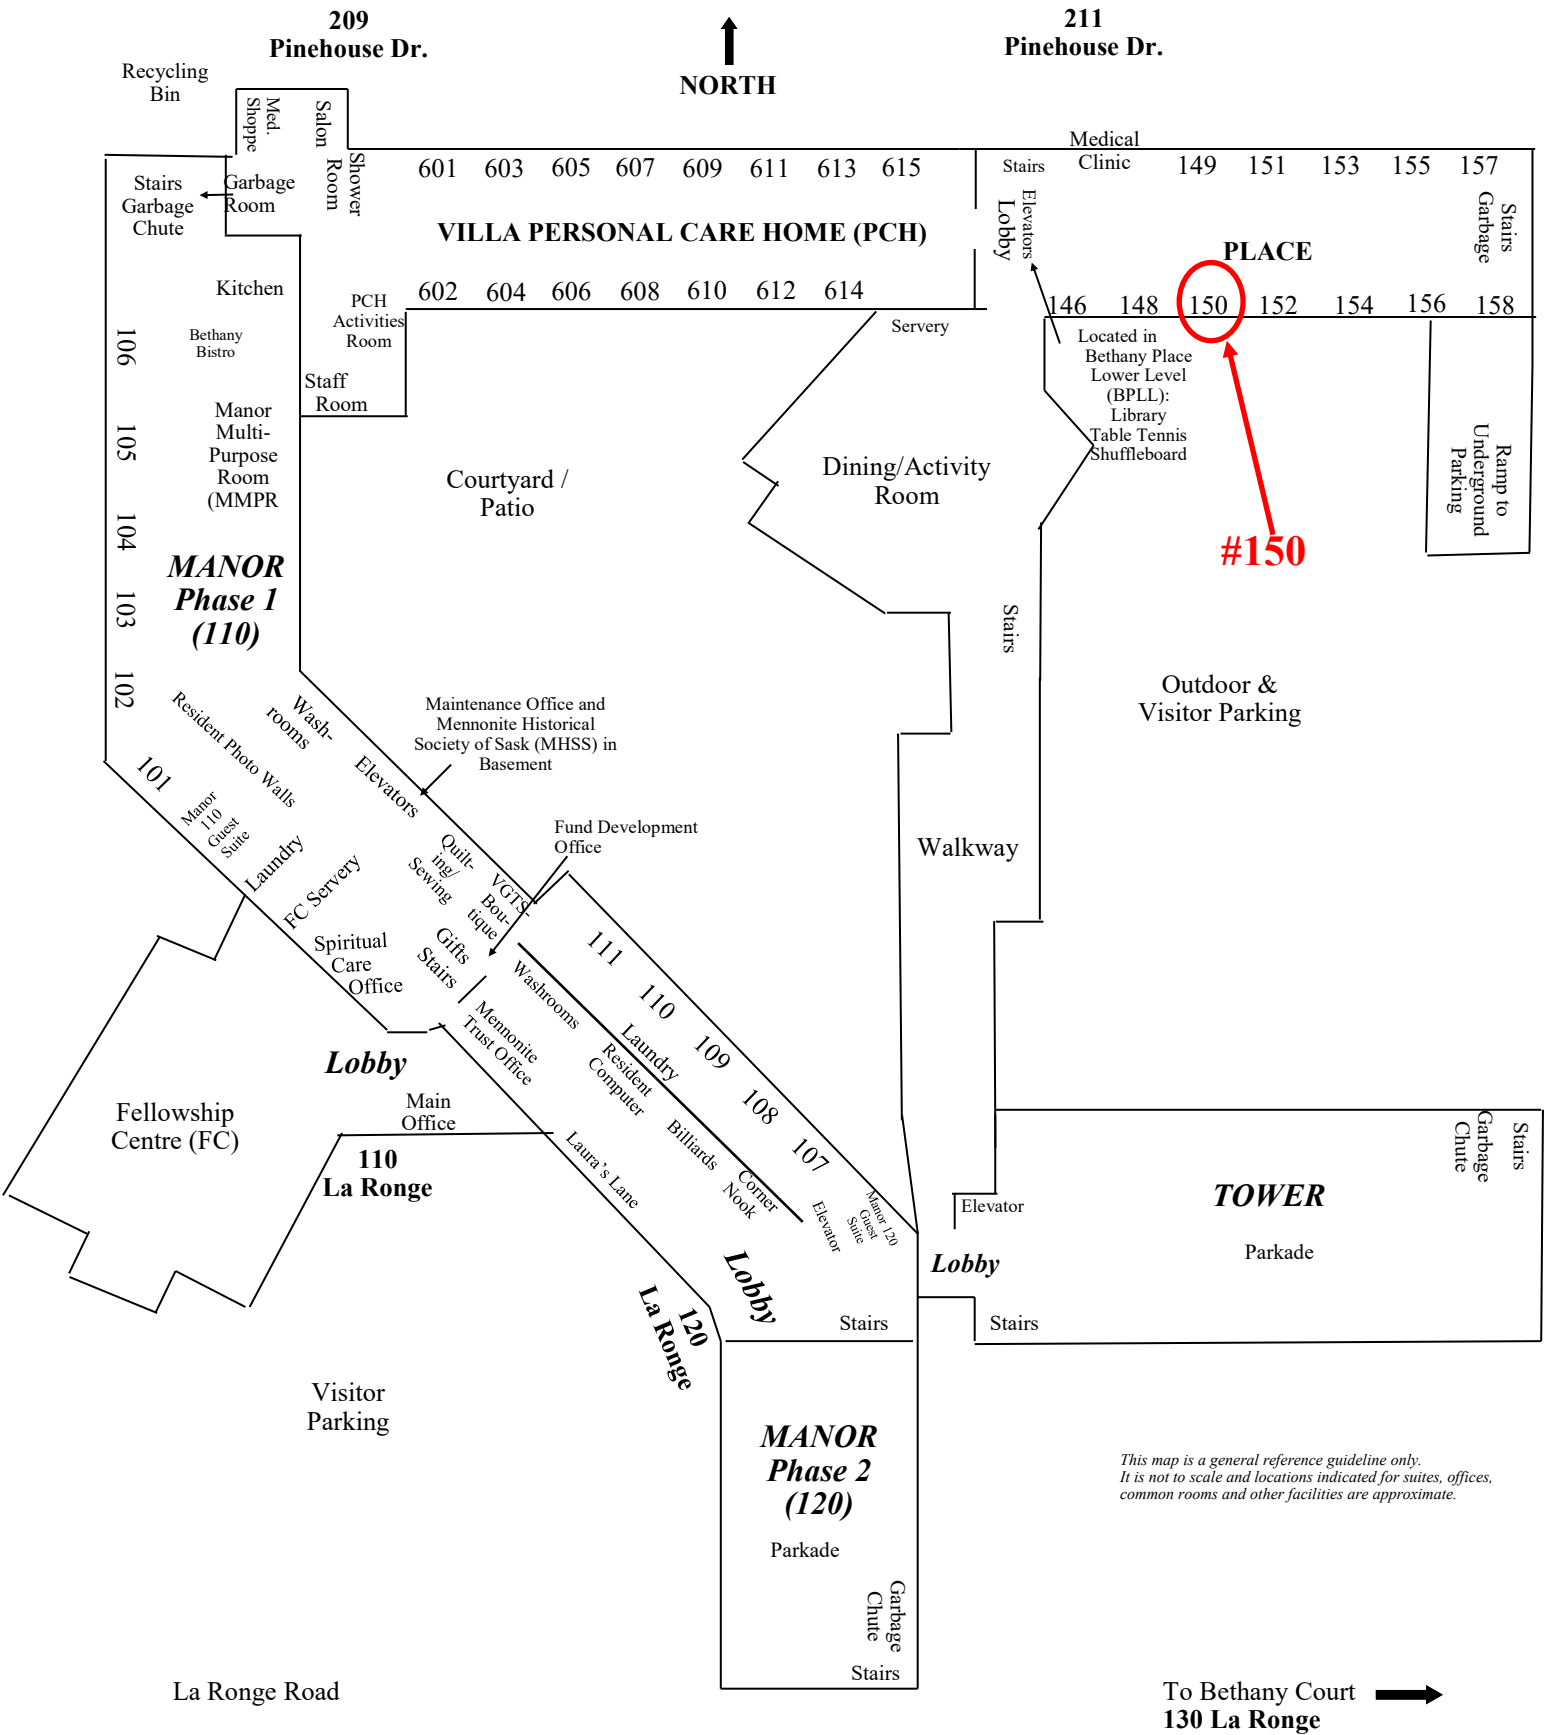 209
Pinehouse Dr.
211
Pinehouse Dr.
NORTH
Recycling
Bin
Med.
Shoppe
Salon
Shower
Room
Stairs
Garbage
Chute
Garbage
Room
601 603 605 607 609 611 613 615
VILLA PERSONAL CARE HOME (PCH)
602 604 606 608 610 612 614
Stairs
Medical
Clinic
149 151 153 155 157
Elevators
Lobby
Stairs
Garbage
PLACE
146 148 150 152 154 156 158
Kitchen
PCH
Activities
Room
Bethany
Bistro
Staff
Room
Servery
Located in
Bethany Place
Lower Level
(BPLL):
Library
Table Tennis
Shuffleboard
106
105
104
103
102
101
Manor
Multi-
Purpose
Room
(MMPR
Courtyard /
Patio
Dining/Activity
Room
Ramp to
Underground
Parking
#150
MANOR
Phase 1
(110)
Stairs
Outdoor &
Visitor Parking
Resident Photo Walls
Wash-
rooms
Elevators
Maintenance Office and
Mennonite Historical
Society of Sask (MHSS) in
Basement
Manor
110
Guest
Suite
Laundry
FC Servery
Quilt-
ing/
Sewing
VGTS-
Bou-
tique
Fund Development
Office
Walkway
Spiritual
Care
Office
Gifts
Stairs
Washrooms
111
110
109
108
107
Mennonite
Trust Office
Laundry
Resident
Computer
Billiards
Corner
Nook
Lobby
Main
Office
Fellowship
Centre (FC)
110
La Ronge
Laura's Lane
Elevator
Manor 120
Guest
Suite
Elevator
Lobby
TOWER
Parkade
Garbage
Chute
Stairs
Lobby
120
La Ronge
Stairs
Stairs
Visitor
Parking
MANOR
Phase 2
(120)
Parkade
Garbage
Chute
Stairs
This map is a general reference guideline only.
It is not to scale and locations indicated for suites, offices,
common rooms and other facilities are approximate.
La Ronge Road
To Bethany Court
130 La Ronge